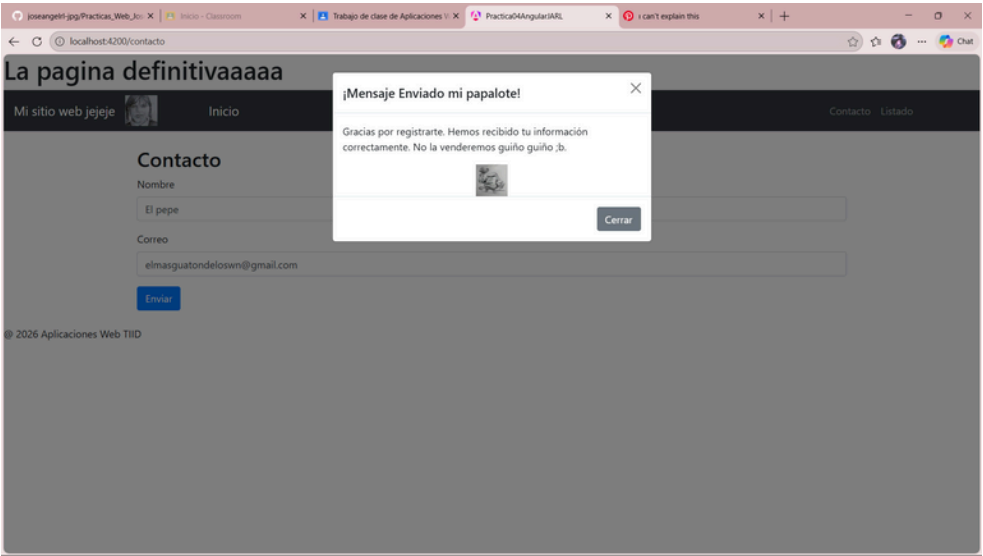 joseangelrl-jpg/Practicas_Web_Jo
Inicio - Classroom
Trabajo de clase de Aplicaciones W
Practica04AngularJARL
i can't explain this
localhost:4200/contacto
Chat
La pagina definitivaaaaa
Mi sitio web jejeje
Inicio
Contacto Listado
¡Mensaje Enviado mi papalote!
Gracias por registrarte. Hemos recibido tu información
correctamente. No la venderemos guiño guiño ;b.
Cerrar
Contacto
Nombre
El pepe
Correo
elmasguatondeloswn@gmail.com
Enviar
@ 2026 Aplicaciones Web TIID